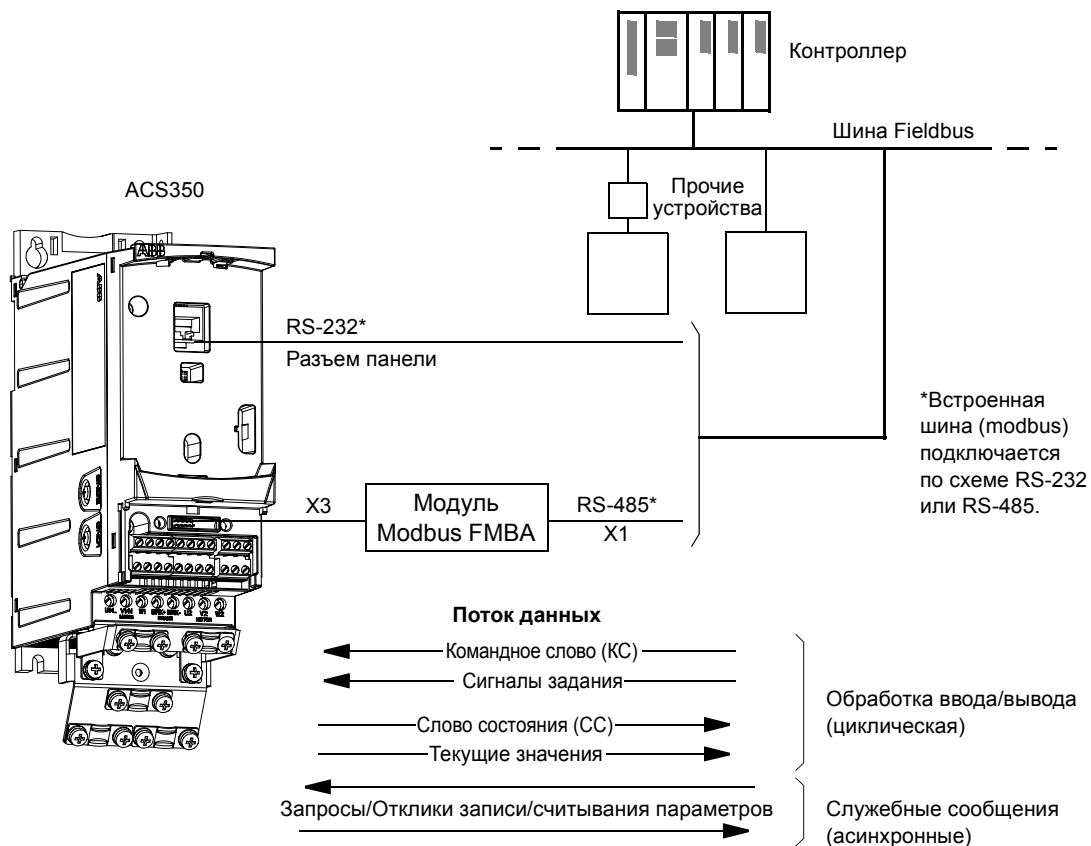 Контроллер
Шина Fieldbus
Прочие
устройства
ACS350
ABB
ABB
RS-232*
Разъем панели
*Встроенная
шина (modbus)
подключается
по схеме RS-232
или RS-485.
X3
Модуль
Modbus FMBA
RS-485*
X1
Поток данных
Командное слово (КС)
Сигналы задания
Слово состояния (СС)
Текущие значения
Обработка ввода/вывода
(циклическая)
Запросы/Отклики записи/считывания параметров
Служебные сообщения
(асинхронные)